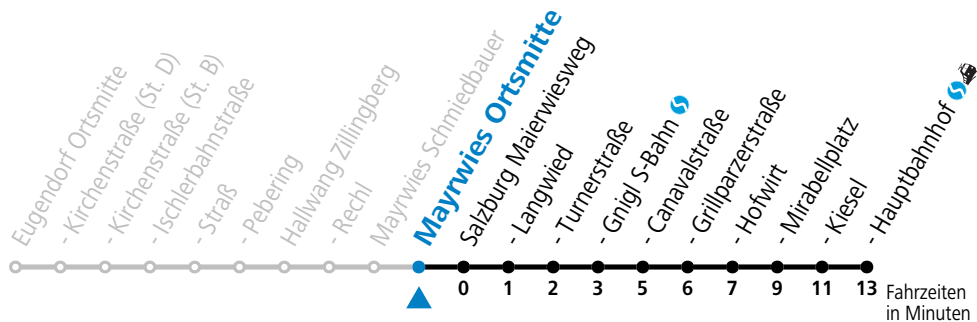 Eugendorf Ortsmitte
- Kirchenstraße (St. D)
- Kirchenstraße (St. B)
- Ischlerbahnstraße
- Straß
- Pebering
Hallwang Zillingberg
- Rechl
Mayrwies Schmiedbauer
Mayrwies Ortsmitte
Salzburg Maierwiesweg
- Langwied
- Turnerstraße
- Gnigl S-Bahn
- Canavalstraße
- Grillparzerstraße
- Hofwirt
- Mirabellplatz
- Kiesel
- Hauptbahnhof
0 1 2 3 5 6 7 9 11 13
Fahrzeiten
in Minuten